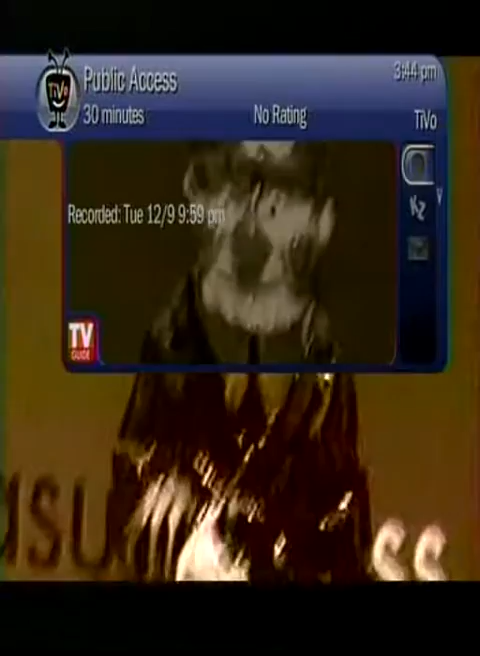 TiVo
Public Access
3:44 pm
30 minutes
No Rating
TiVo
Recorded: Tue 12/9 9:59 pm
TV
GUIDE